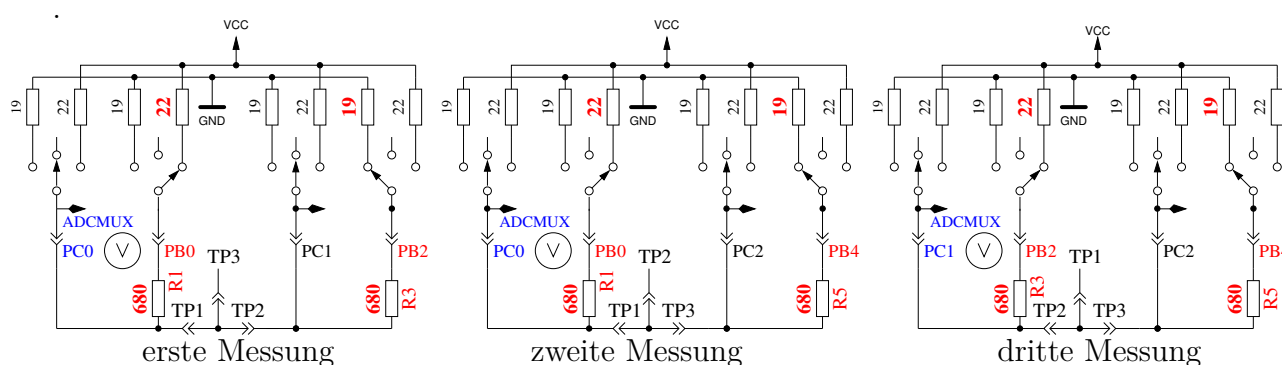 VCC
19
22
19
22
GND
19
22
19
22
ADCMUX
V
PC0
PB0
TP3
PC1
PB2
R1
680
TP1
TP2
680
R3
erste Messung
VCC
19
22
19
22
GND
19
22
19
22
ADCMUX
V
PC0
PB0
TP2
PC2
PB4
R1
680
TP1
TP3
680
R5
zweite Messung
VCC
19
22
19
22
GND
19
22
19
22
ADCMUX
V
PC1
PB2
TP1
PC2
PB4
R3
680
TP2
TP3
680
R5
dritte Messung